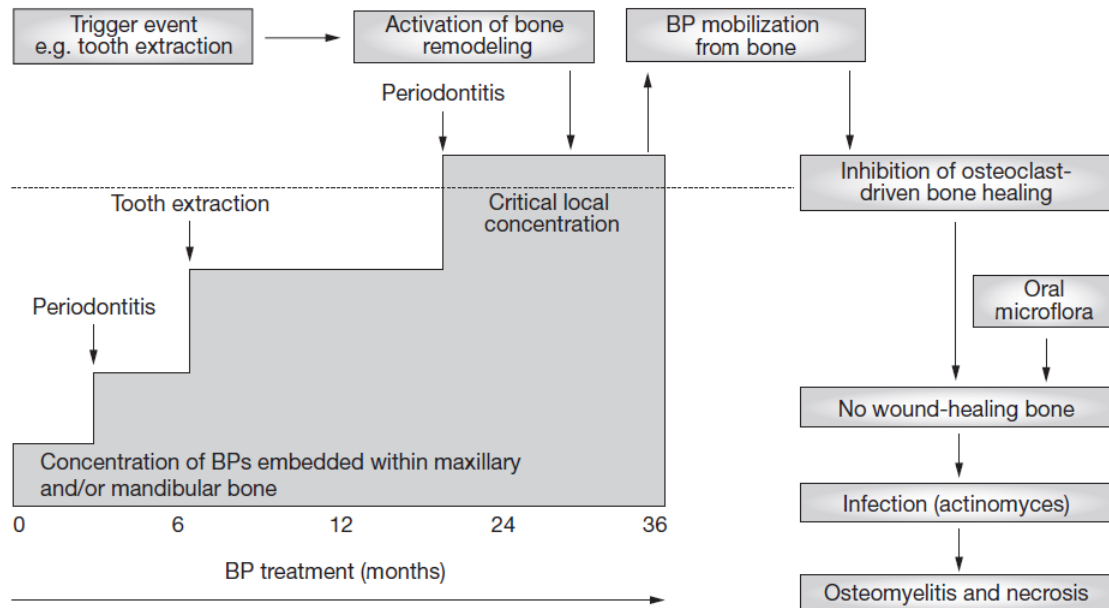 Trigger event
e.g. tooth extraction
Activation of bone
remodeling
BP mobilization
from bone
Periodontitis
Inhibition of osteoclast-
driven bone healing
Tooth extraction
Critical local
concentration
Periodontitis
Oral
microflora
No wound-healing bone
Concentration of BPs embedded within maxillary
and/or mandibular bone
Infection (actinomyces)
0 6 12 24 36
BP treatment (months)
Osteomyelitis and necrosis